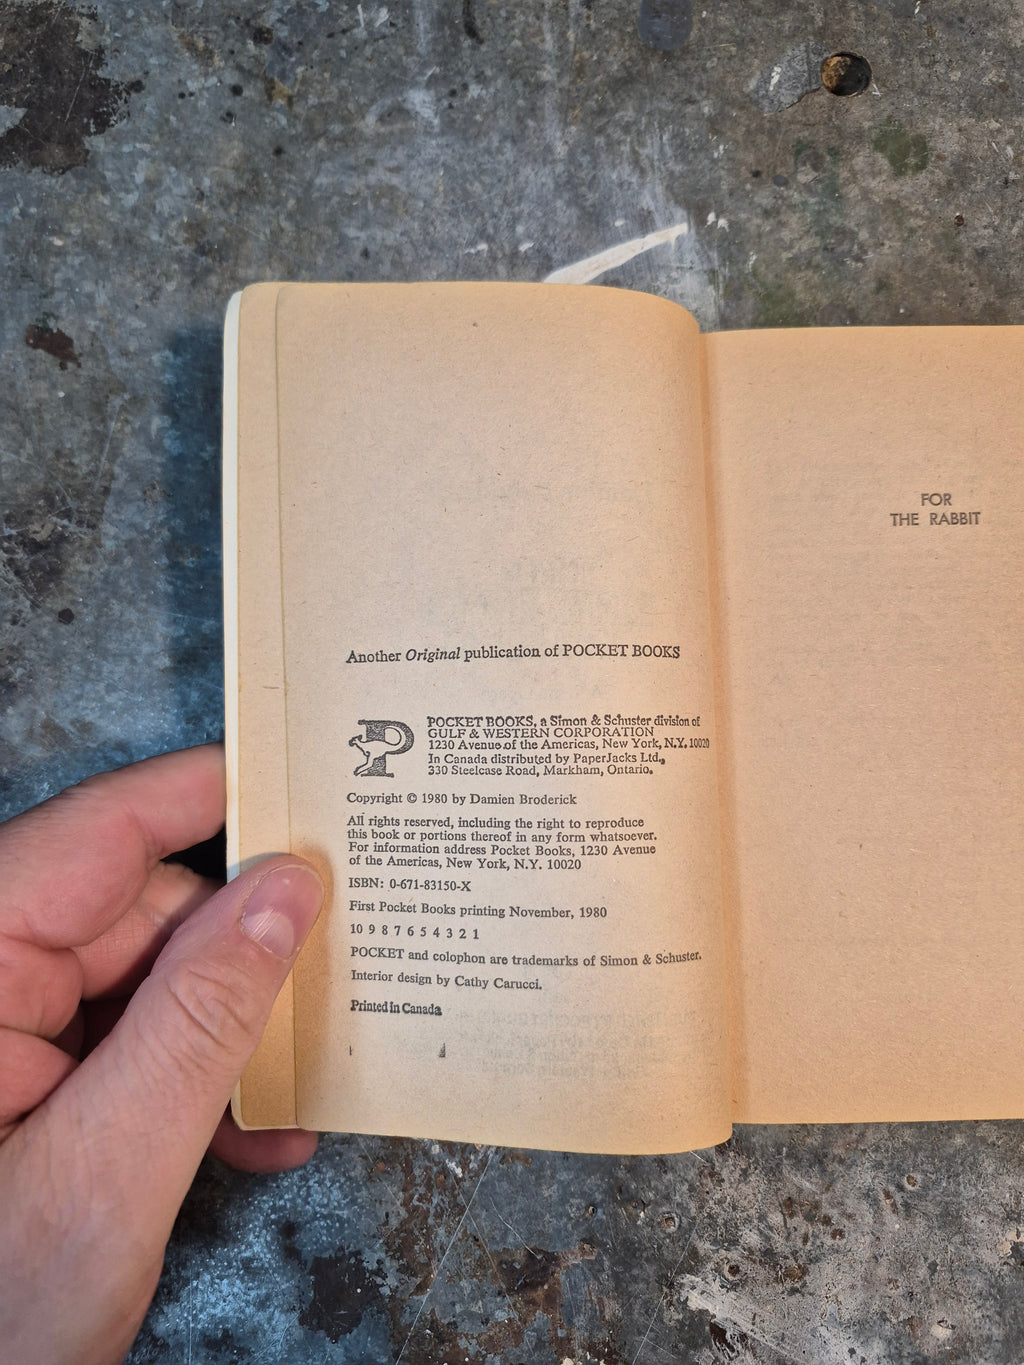 Another Original publication of POCKET BOOKS
POCKET BOOKS, a Simon & Schuster division of
GULF & WESTERN CORPORATION
1230 Avenue of the Americas, New York, N.Y. 10020
In Canada distributed by PaperJacks Ltd.,
330 Steelcase Road, Markham, Ontario.
Copyright © 1980 by Damien Broderick
All rights reserved, including the right to reproduce
this book or portions thereof in any form whatsoever.
For information address Pocket Books, 1230 Avenue
of the Americas, New York, N.Y. 10020
ISBN: 0-671-83150-X
First Pocket Books printing November, 1980
10 9 8 7 6 5 4 3 2 1
POCKET and colophon are trademarks of Simon & Schuster.
Interior design by Cathy Carucci.
Printed in Canada
FOR
THE RABBIT